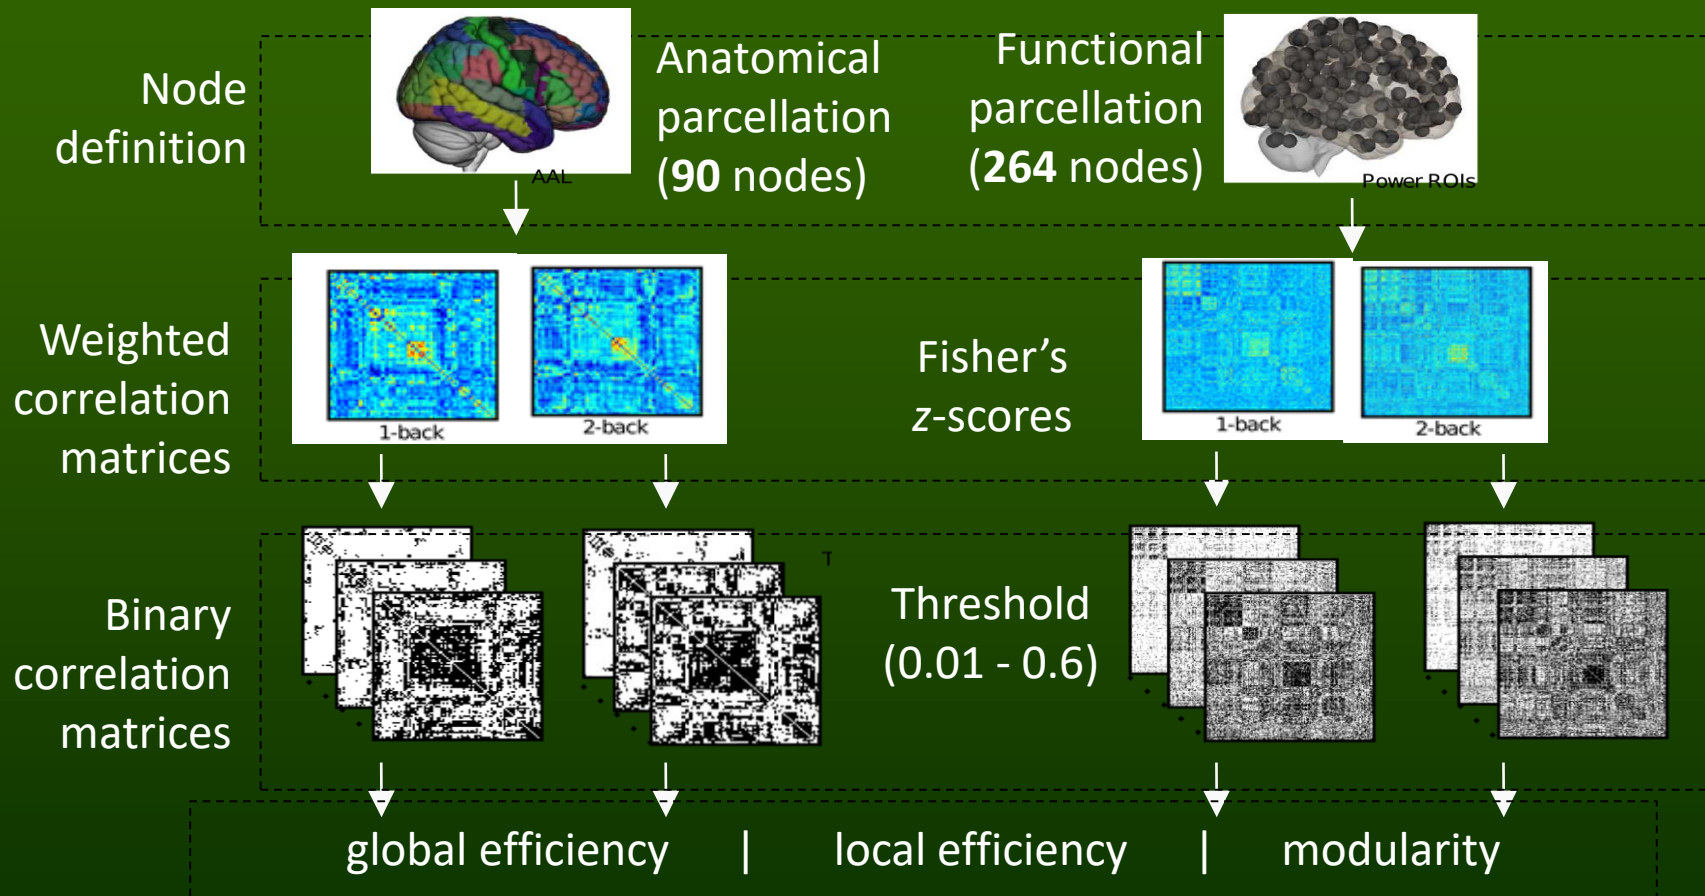 Node
definition
AAL
Anatomical
parcellation
(90 nodes)
Functional
parcellation
(264 nodes)
Power ROIs
Weighted
correlation
matrices
1-back
2-back
Fisher’s
z-scores
1-back
2-back
Binary
correlation
matrices
T
Threshold
(0.01 - 0.6)
global efficiency | local efficiency | modularity